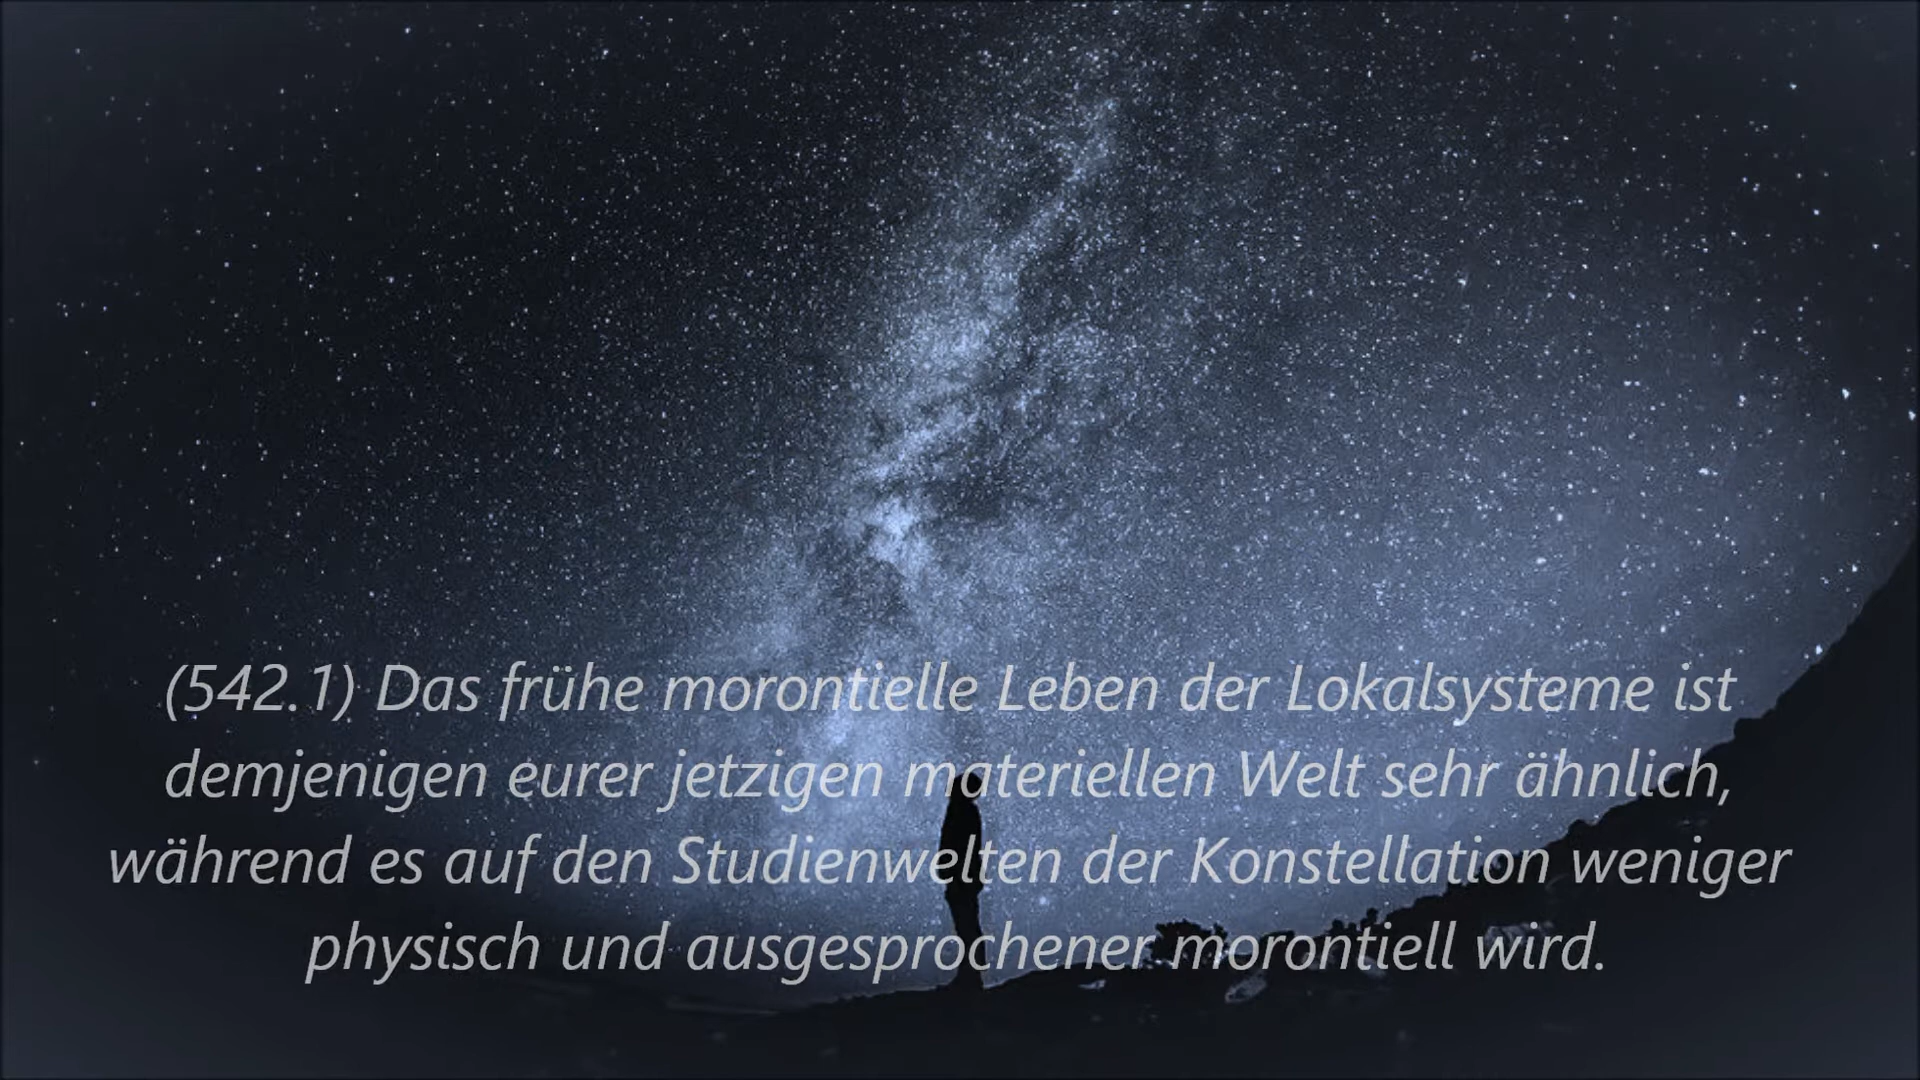 (542.1) Das frühe morontielle Leben der Lokalsysteme ist
demjenigen eurer jetzigen materiellen Welt sehr ähnlich,
während es auf den Studienwelten der Konstellation weniger
physisch und ausgesprochener morontiell wird.